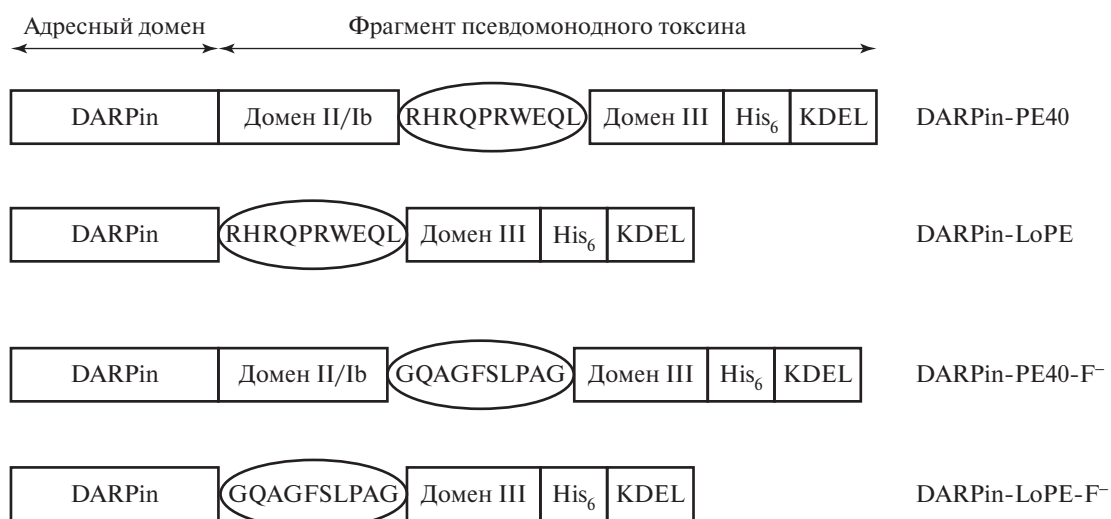 Адресный домен Фрагмент псевдомонодного токсина
DARPin Домен II/Ib RHRQPRWEQL Домен III His₆ KDEL DARPin-PE40
DARPin RHRQPRWEQL Домен III His₆ KDEL DARPin-LoPE
DARPin Домен II/Ib GQAGFSLPAG Домен III His₆ KDEL DARPin-PE40-F⁻
DARPin GQAGFSLPAG Домен III His₆ KDEL DARPin-LoPE-F⁻